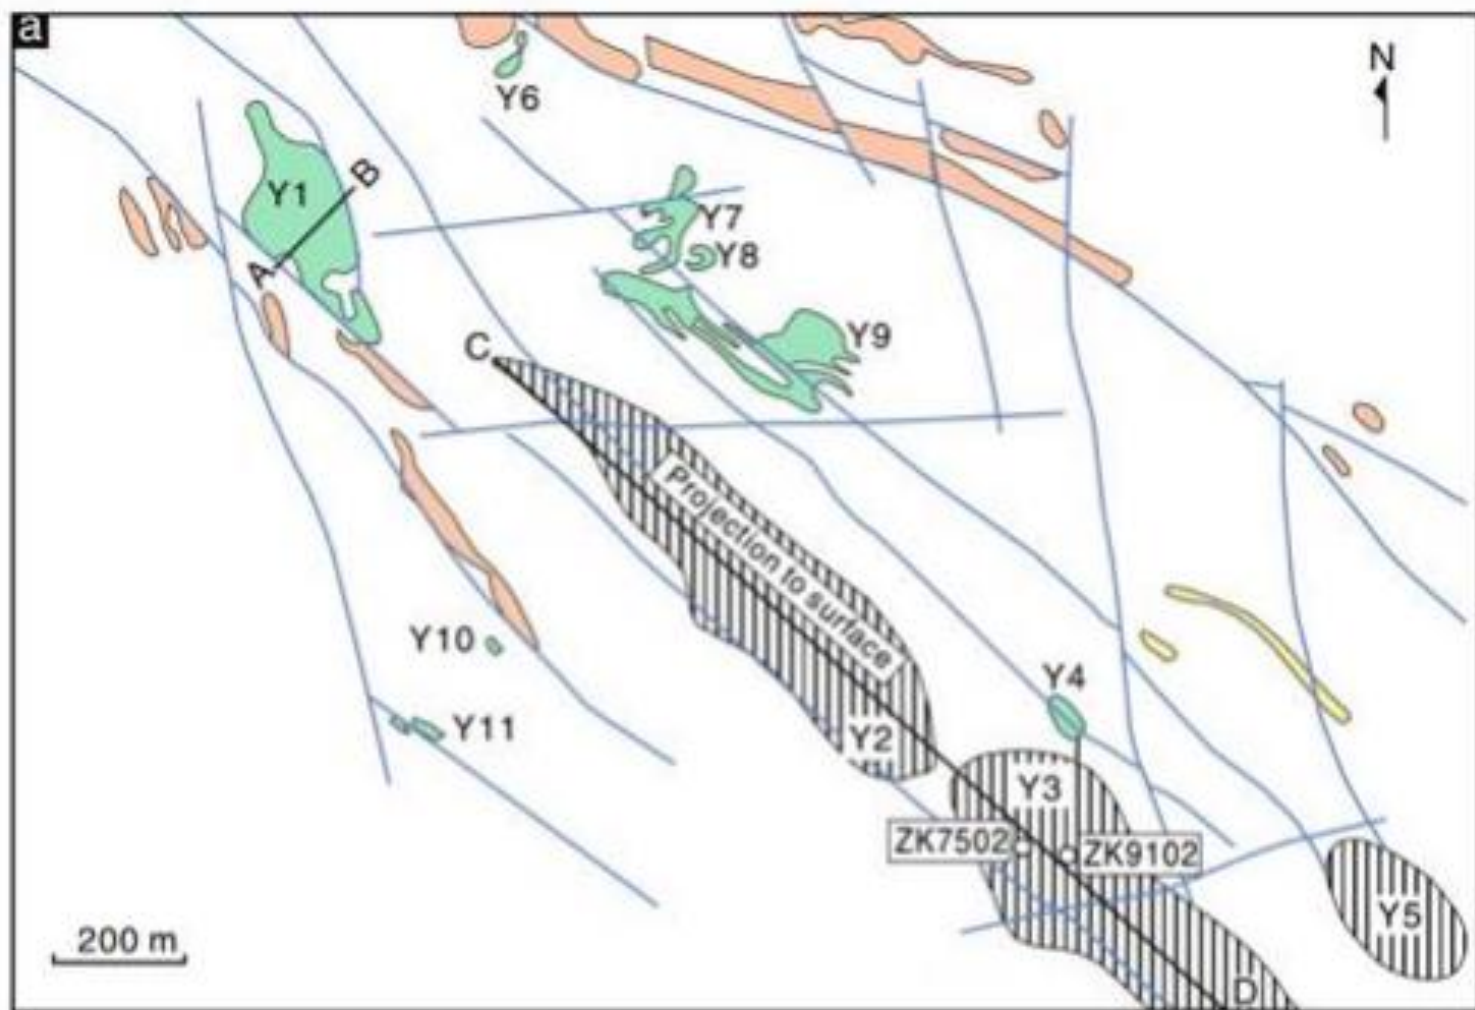 a
N
Y6
Y1
B
A
Y7
Y8
Y9
C
Projection to surface
Y10
Y11
Y4
Y2
Y3
ZK7502
ZK9102
Y5
200 m
D